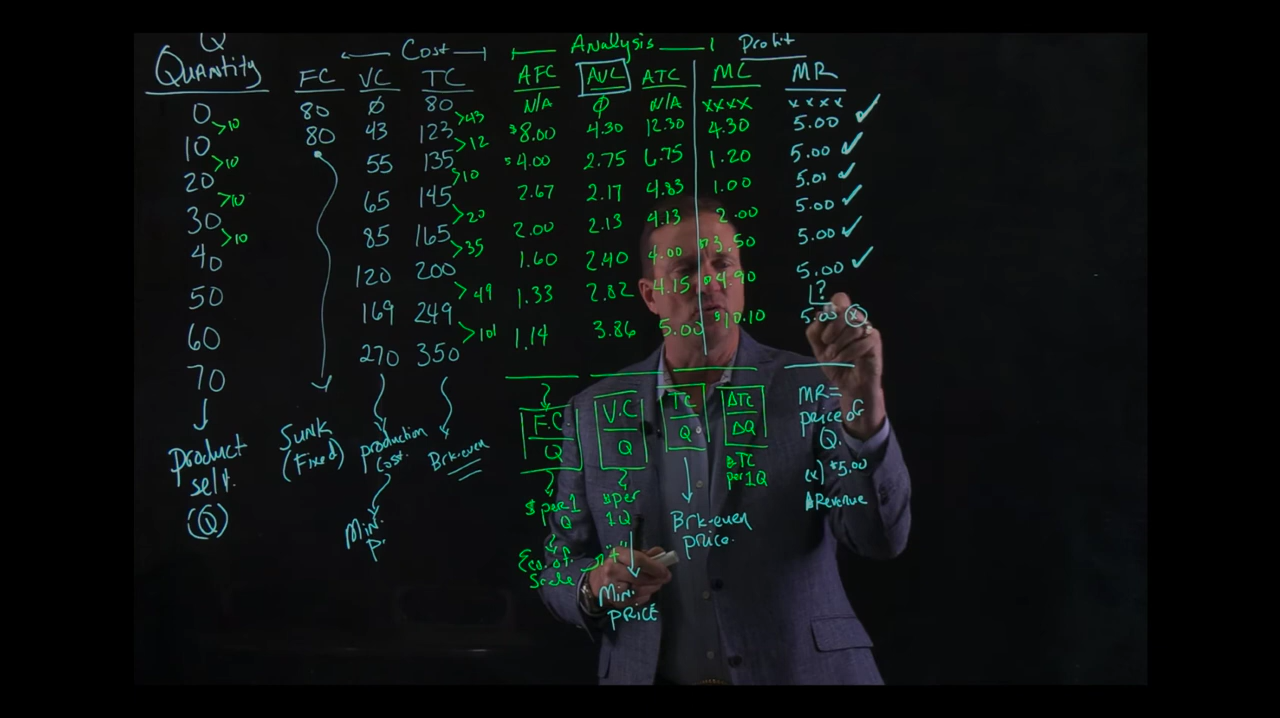 Q
Cost
Analysis
Profit
QUANTITY FC VC TC AFC AVC ATC MC MR
0 80 ∅ 80 N/A ∅ N/A XXXX xxxx
>10 >43
10 80 43 123 $8.00 4.30 12.30 4.30 5.00 ✓
>10 >12
20 55 135 $4.00 2.75 6.75 1.20 5.00 ✓
>10 >10
30 65 145 2.67 2.17 4.83 1.00 5.00 ✓
>10 >20
40 85 165 2.00 2.13 4.13 2.00 5.00 ✓
>35
50 120 200 1.60 2.40 4.00 $3.50 5.00 ✓
>49
60 169 249 1.33 2.82 4.15 $4.90 5.00 ✓
>101
L?
70 270 350 1.14 3.86 5.00 $10.10 5.00 (x)
Product
self.
(Q)
SUNK
(Fixed)
production
Cost.
Min.
P.
Brk-even
F.C
Q
$ per 1
Q
Eco. of.
Scale
V.C
Q
$ per
1Q
"+"
Min.
PRICE
TC
Q
Brk-even
price.
ΔTC
ΔQ
ΔTC
per 1Q
MR=
price of
Q.
(x) $5.00
Revenue